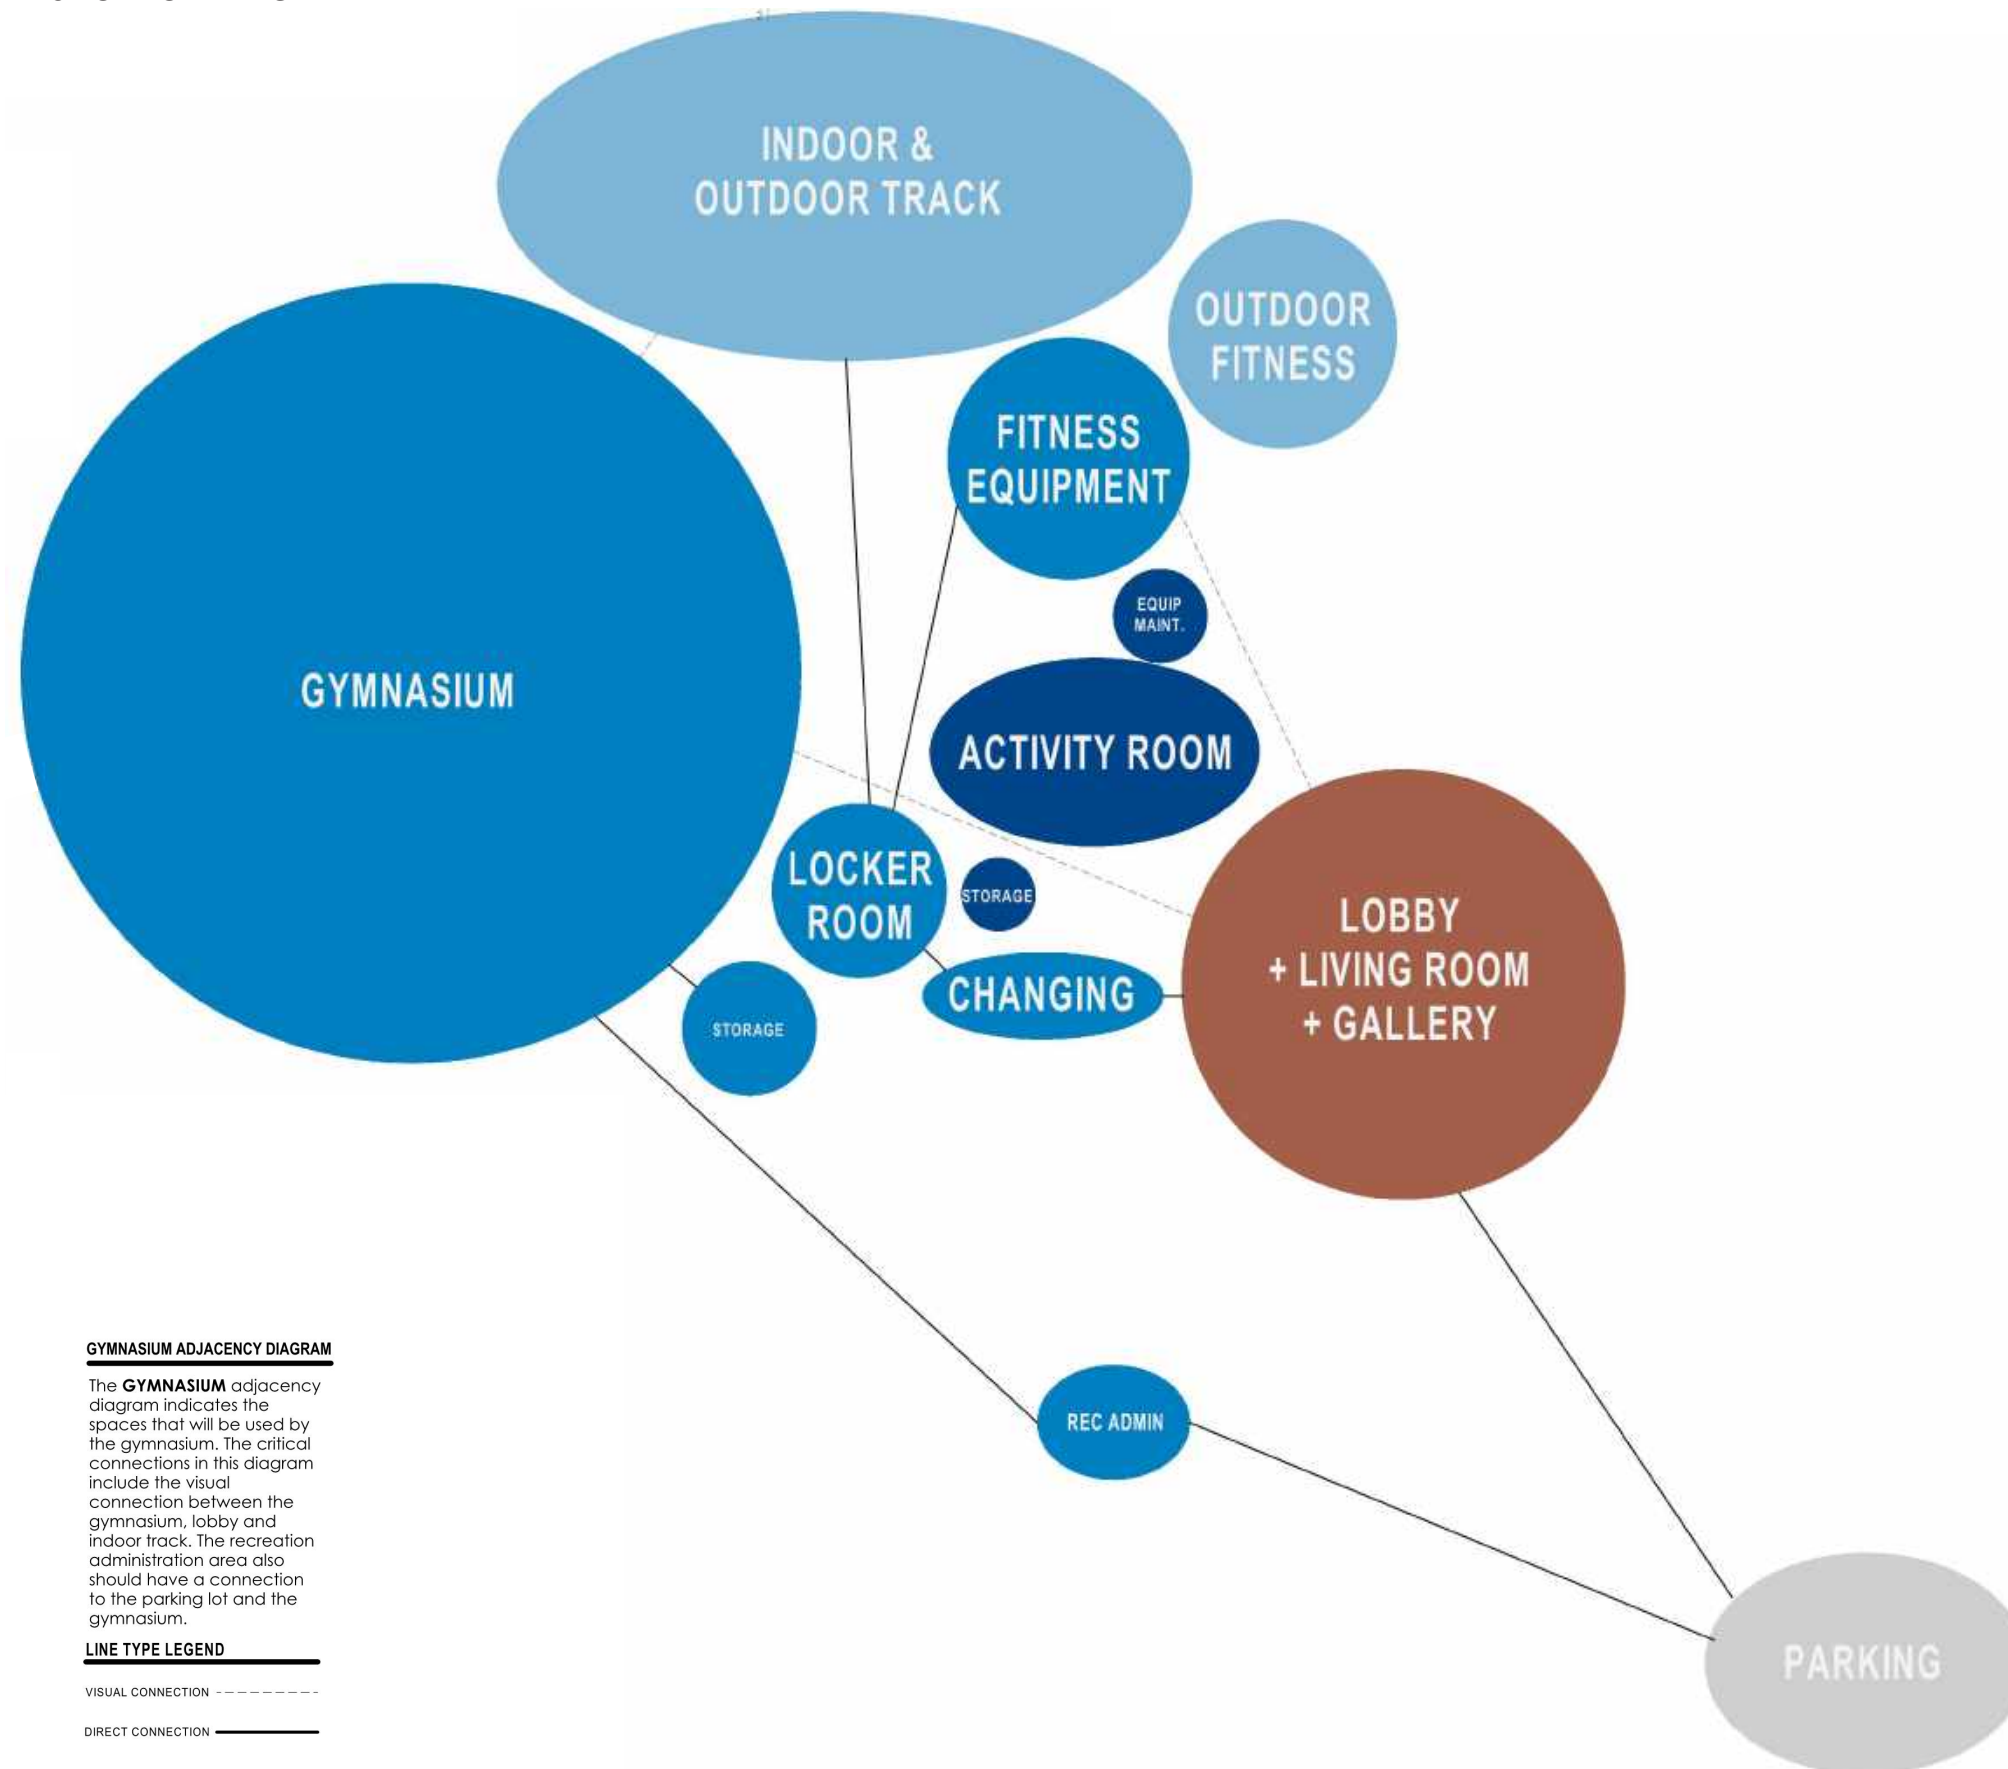 INDOOR &
OUTDOOR TRACK
OUTDOOR
FITNESS
FITNESS
EQUIPMENT
EQUIP
MAINT.
GYMNASIUM
ACTIVITY ROOM
LOCKER
ROOM
STORAGE
LOBBY
+ LIVING ROOM
+ GALLERY
CHANGING
STORAGE
REC ADMIN
PARKING
GYMNASIUM ADJACENCY DIAGRAM
The GYMNASIUM adjacency
diagram indicates the
spaces that will be used by
the gymnasium. The critical
connections in this diagram
include the visual
connection between the
gymnasium, lobby and
indoor track. The recreation
administration area also
should have a connection
to the parking lot and the
gymnasium.
LINE TYPE LEGEND
VISUAL CONNECTION
DIRECT CONNECTION